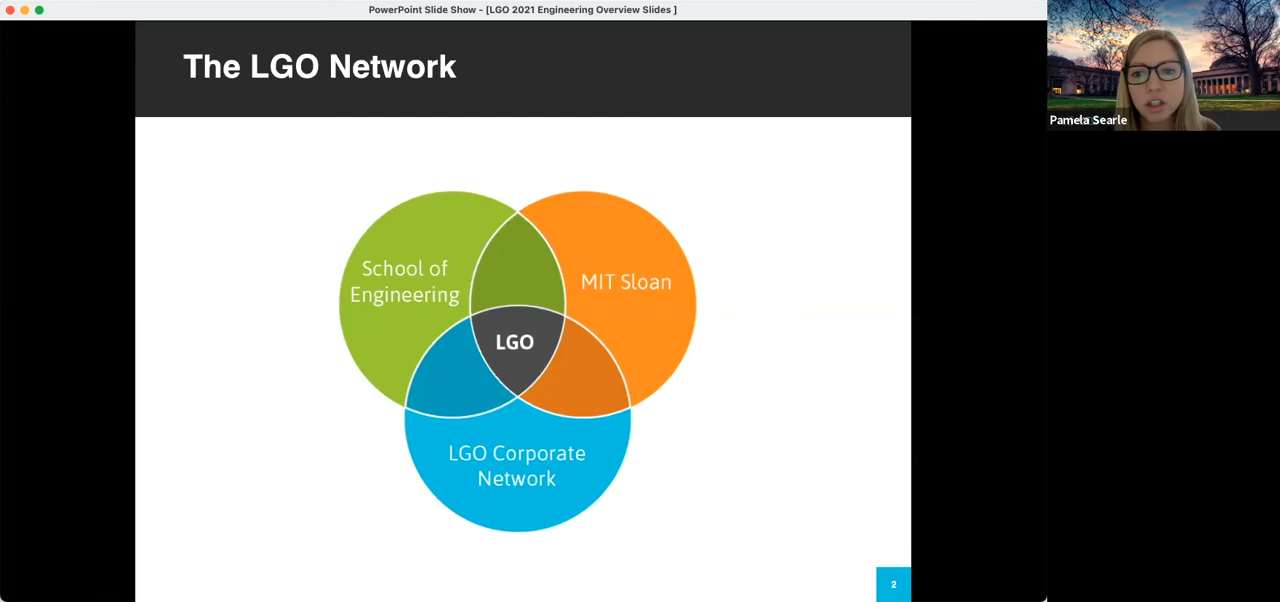 PowerPoint Slide Show - [LGO 2021 Engineering Overview Slides ]
The LGO Network
Pamela Searle
School of
Engineering
MIT Sloan
LGO
LGO Corporate
Network
2